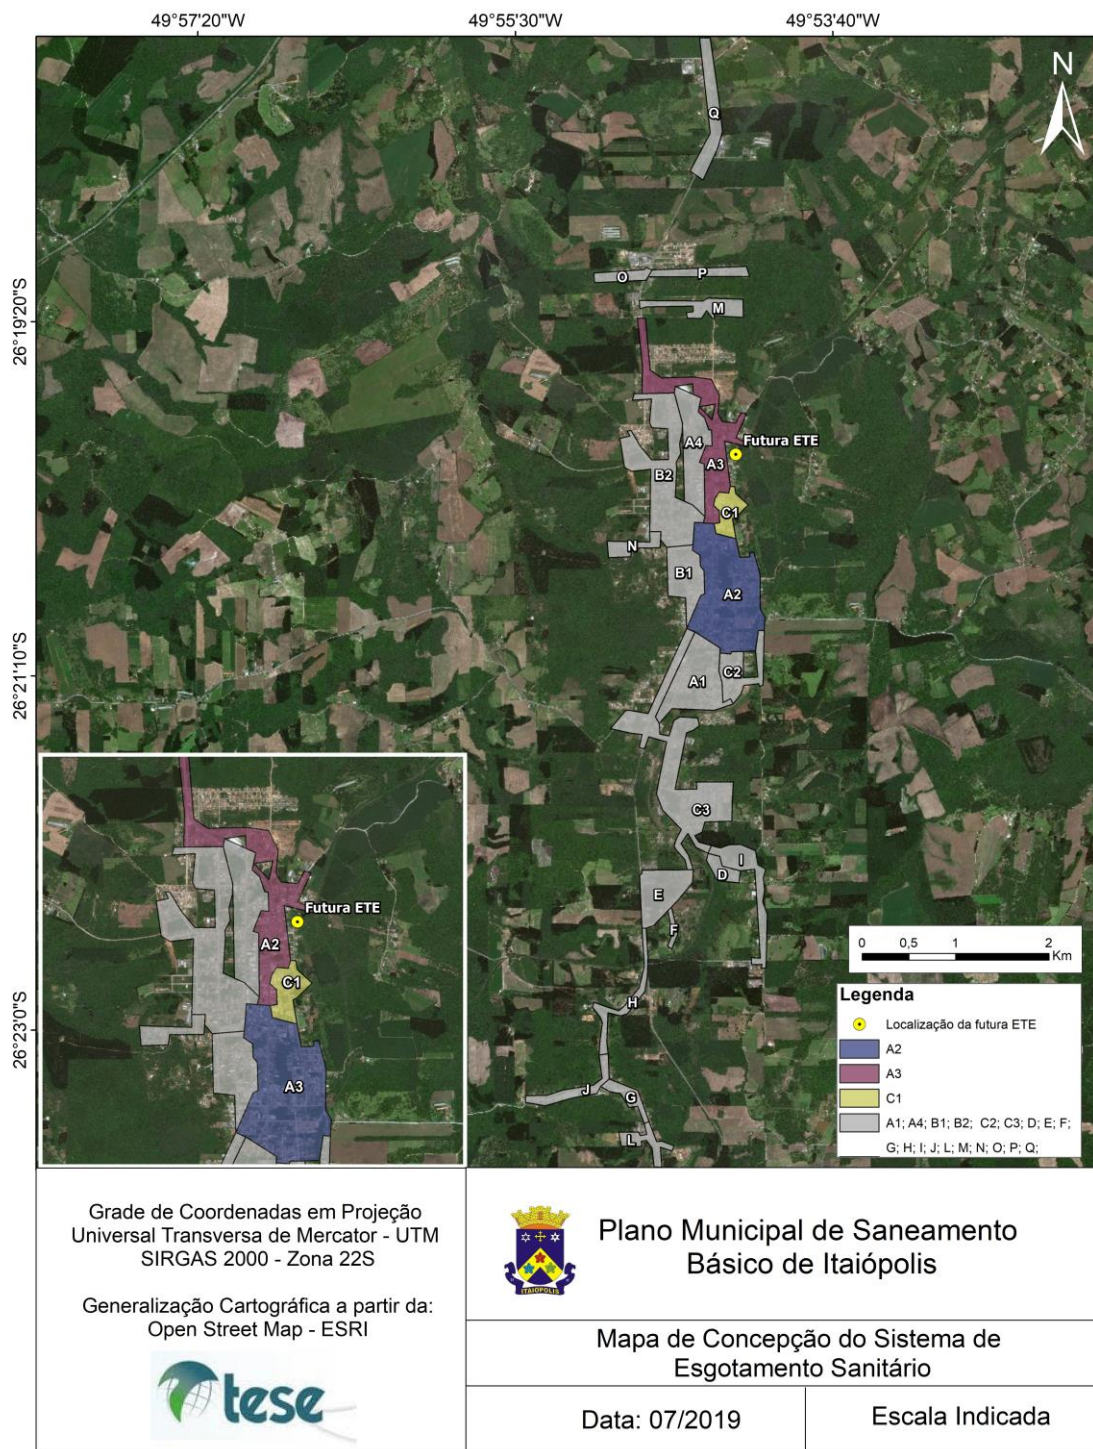 49°57'20"W
49°55'30"W
49°53'40"W
N
Q
O
P
26°19'20"S
M
A4
Futura ETE
A3
B2
C1
N
B1
A2
26°21'10"S
C2
A1
C3
I
D
E
F
Futura ETE
A2
C1
A3
0 0,5 1 2
Km
26°23'0"S
H
J
G
L
Legenda
Localização da futura ETE
A2
A3
C1
A1; A4; B1; B2; C2; C3; D; E; F;
G; H; I; J; L; M; N; O; P; Q;
Grade de Coordenadas em Projeção
Universal Transversa de Mercator - UTM
SIRGAS 2000 - Zona 22S
Generalização Cartográfica a partir da:
Open Street Map - ESRI
tese
ITAIÓPOLIS
Plano Municipal de Saneamento
Básico de Itaiópolis
Mapa de Concepção do Sistema de
Esgotamento Sanitário
Data: 07/2019
Escala Indicada